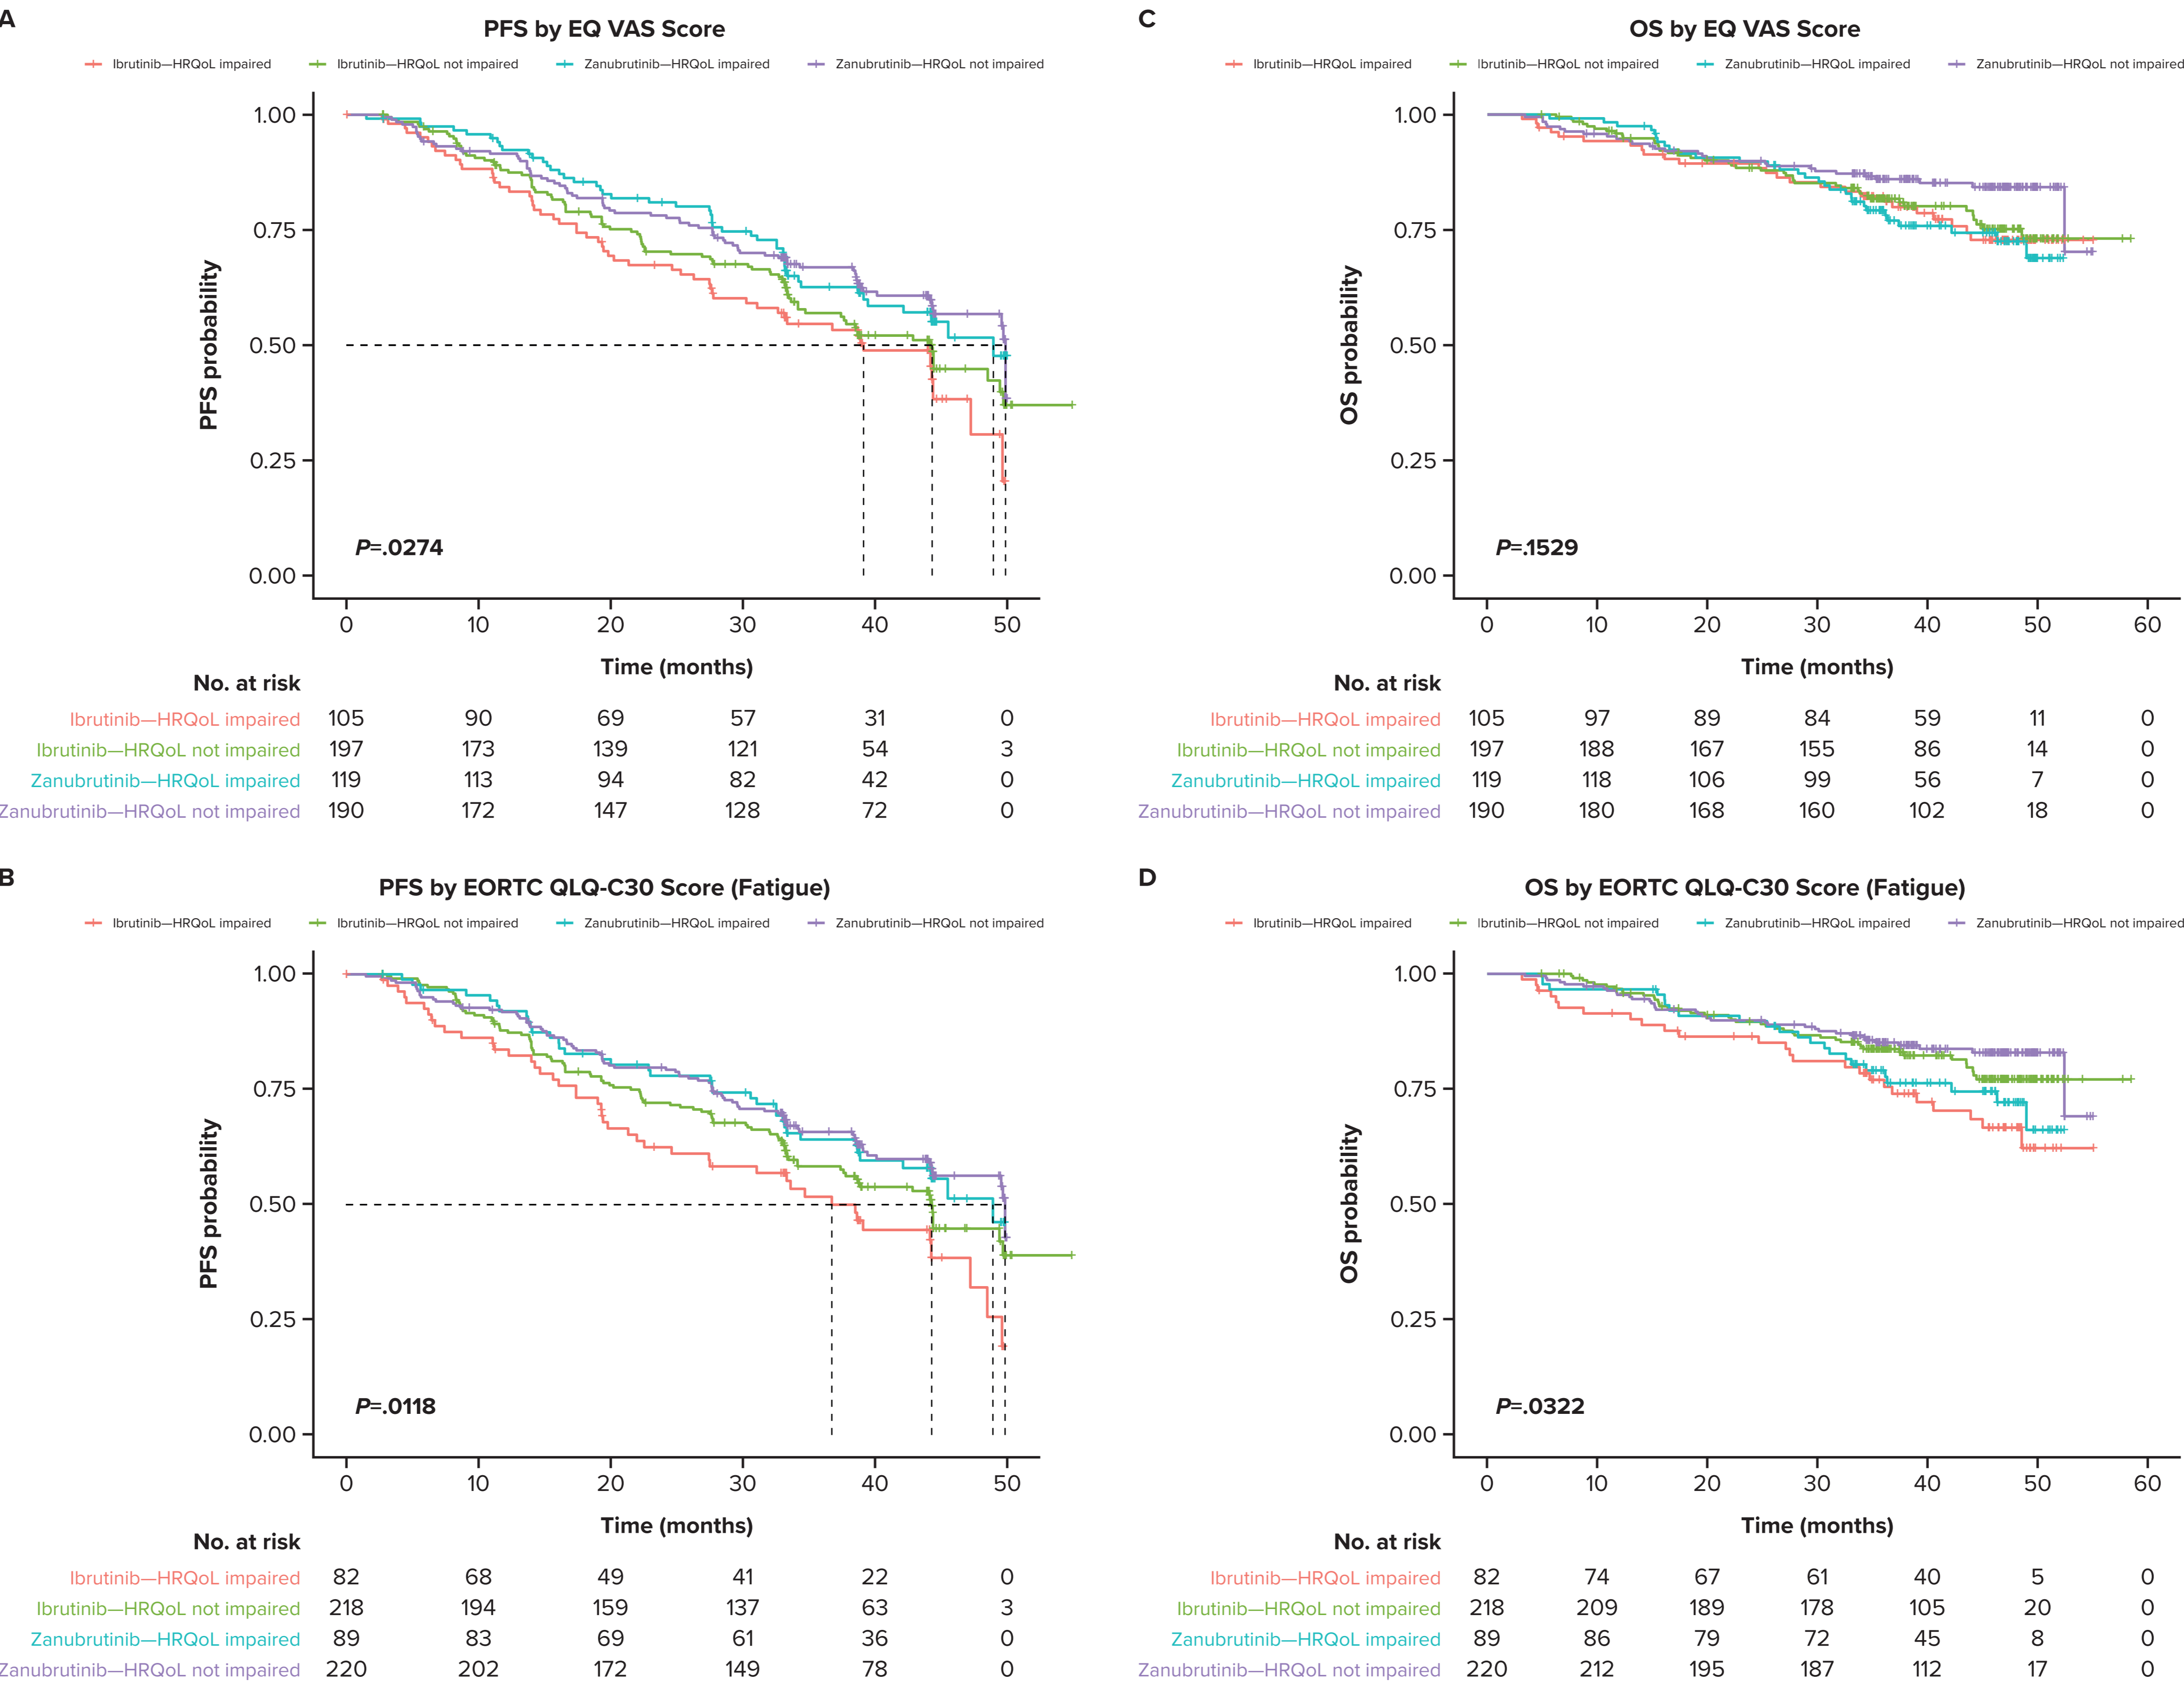 A
PFS by EQ VAS Score
Ibrutinib—HRQoL impaired Ibrutinib—HRQoL not impaired Zanubrutinib—HRQoL impaired Zanubrutinib—HRQoL not impaired
PFS probability
1.00
0.75
0.50
0.25
0.00
P=.0274
0 10 20 30 40 50
Time (months)
No. at risk
Ibrutinib—HRQoL impaired 105 90 69 57 31 0
Ibrutinib—HRQoL not impaired 197 173 139 121 54 3
Zanubrutinib—HRQoL impaired 119 113 94 82 42 0
Zanubrutinib—HRQoL not impaired 190 172 147 128 72 0
B
PFS by EORTC QLQ-C30 Score (Fatigue)
Ibrutinib—HRQoL impaired Ibrutinib—HRQoL not impaired Zanubrutinib—HRQoL impaired Zanubrutinib—HRQoL not impaired
PFS probability
1.00
0.75
0.50
0.25
0.00
P=.0118
0 10 20 30 40 50
Time (months)
No. at risk
Ibrutinib—HRQoL impaired 82 68 49 41 22 0
Ibrutinib—HRQoL not impaired 218 194 159 137 63 3
Zanubrutinib—HRQoL impaired 89 83 69 61 36 0
Zanubrutinib—HRQoL not impaired 220 202 172 149 78 0
C
OS by EQ VAS Score
Ibrutinib—HRQoL impaired Ibrutinib—HRQoL not impaired Zanubrutinib—HRQoL impaired Zanubrutinib—HRQoL not impaired
OS probability
1.00
0.75
0.50
0.25
0.00
P=.1529
0 10 20 30 40 50 60
Time (months)
No. at risk
Ibrutinib—HRQoL impaired 105 97 89 84 59 11 0
Ibrutinib—HRQoL not impaired 197 188 167 155 86 14 0
Zanubrutinib—HRQoL impaired 119 118 106 99 56 7 0
Zanubrutinib—HRQoL not impaired 190 180 168 160 102 18 0
D
OS by EORTC QLQ-C30 Score (Fatigue)
Ibrutinib—HRQoL impaired Ibrutinib—HRQoL not impaired Zanubrutinib—HRQoL impaired Zanubrutinib—HRQoL not impaired
OS probability
1.00
0.75
0.50
0.25
0.00
P=.0322
0 10 20 30 40 50 60
Time (months)
No. at risk
Ibrutinib—HRQoL impaired 82 74 67 61 40 5 0
Ibrutinib—HRQoL not impaired 218 209 189 178 105 20 0
Zanubrutinib—HRQoL impaired 89 86 79 72 45 8 0
Zanubrutinib—HRQoL not impaired 220 212 195 187 112 17 0